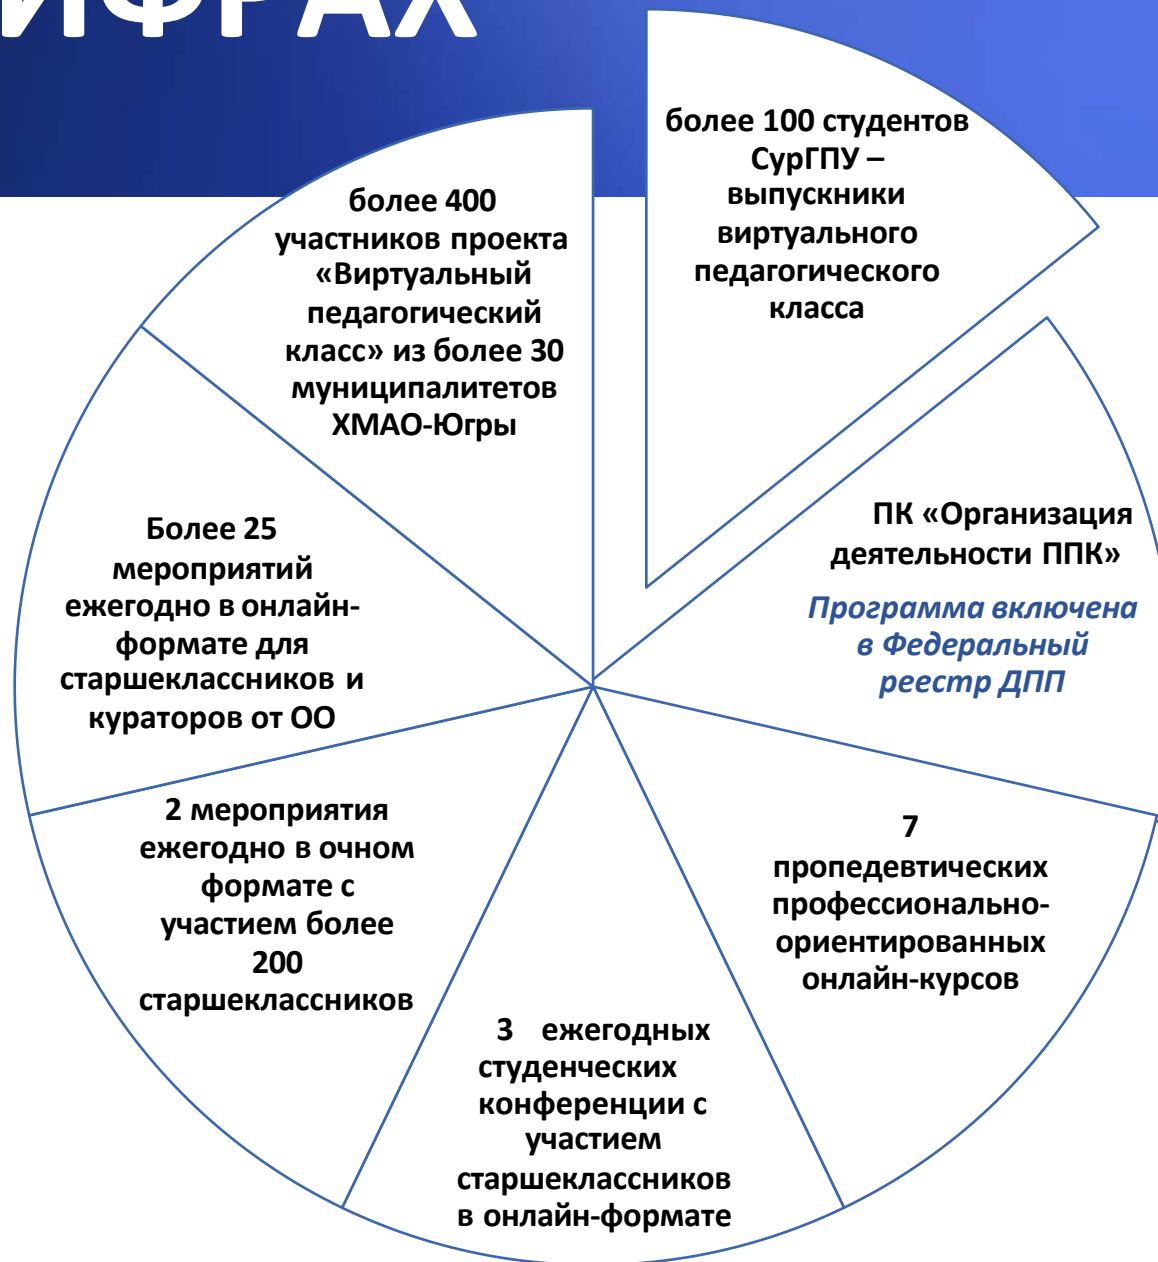 ИФРАХ
более 100 студентов
СурГПУ –
выпускники
виртуального
педагогического
класса
ПК «Организация
деятельности ППК»
Программа включена
в Федеральный
реестр ДПП
7
пропедевтических
профессионально-
ориентированных
онлайн-курсов
3 ежегодных
студенческих
конференции с
участием
старшеклассников
в онлайн-формате
2 мероприятия
ежегодно в очном
формате с
участием более
200
старшеклассников
Более 25
мероприятий
ежегодно в онлайн-
формате для
старшеклассников и
кураторов от ОО
более 400
участников проекта
«Виртуальный
педагогический
класс» из более 30
муниципалитетов
ХМАО-Югры